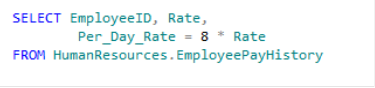 SELECT EmployeeID, Rate,
Per_Day_Rate = 8 * Rate
FROM HumanResources.EmployeePayHistory